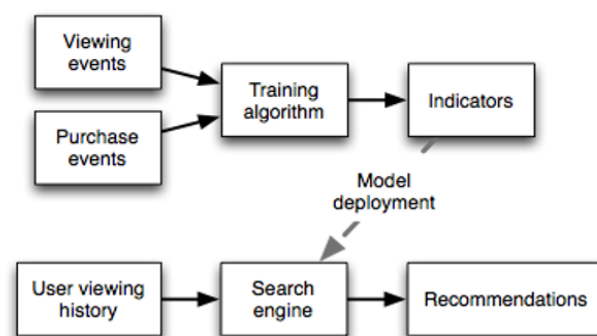 Viewing
events
Purchase
events
Training
algorithm
Indicators
Model
deployment
User viewing
history
Search
engine
Recommendations